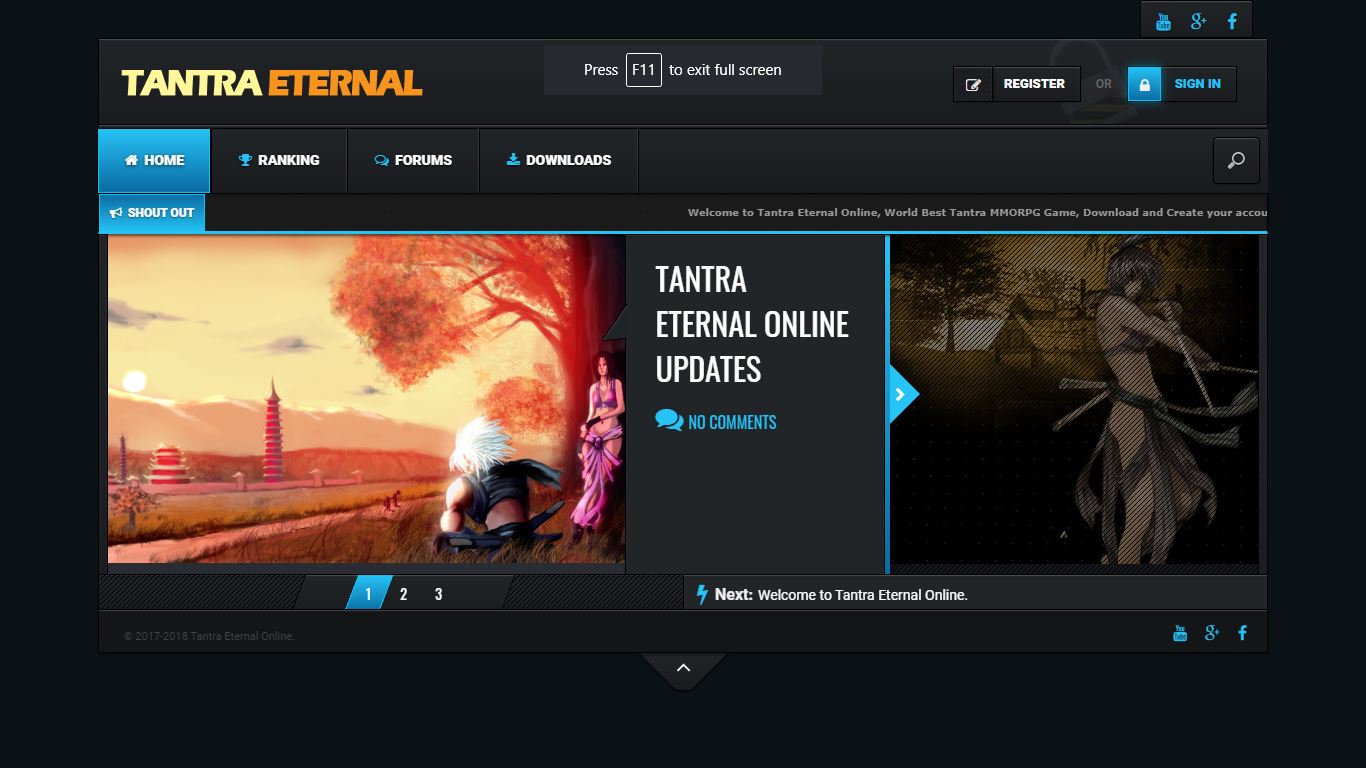 You Tube g+ f
TANTRA ETERNAL
Press F11 to exit full screen
REGISTER OR SIGN IN
HOME RANKING FORUMS DOWNLOADS
SHOUT OUT
Welcome to Tantra Eternal Online, World Best Tantra MMORPG Game, Download and Create your accou
TANTRA
ETERNAL ONLINE
UPDATES
NO COMMENTS
1 2 3
Next: Welcome to Tantra Eternal Online.
© 2017-2018 Tantra Eternal Online.
You Tube g+ f